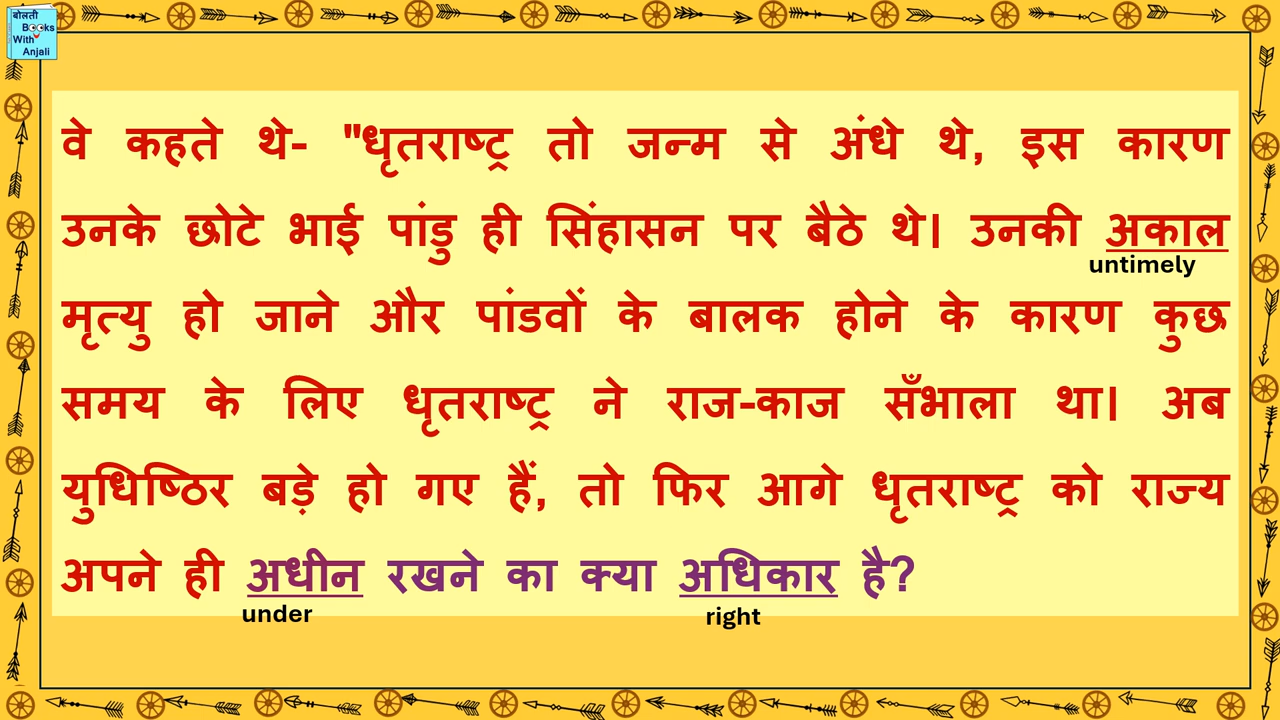 बोलती
Books
With
Anjali
वे कहते थे- "धृतराष्ट्र तो जन्म से अंधे थे, इस कारण
उनके छोटे भाई पांडु ही सिंहासन पर बैठे थे। उनकी अकाल
untimely
मृत्यु हो जाने और पांडवों के बालक होने के कारण कुछ
समय के लिए धृतराष्ट्र ने राज-काज सँभाला था। अब
युधिष्ठिर बड़े हो गए हैं, तो फिर आगे धृतराष्ट्र को राज्य
अपने ही अधीन रखने का क्या अधिकार है?
under right